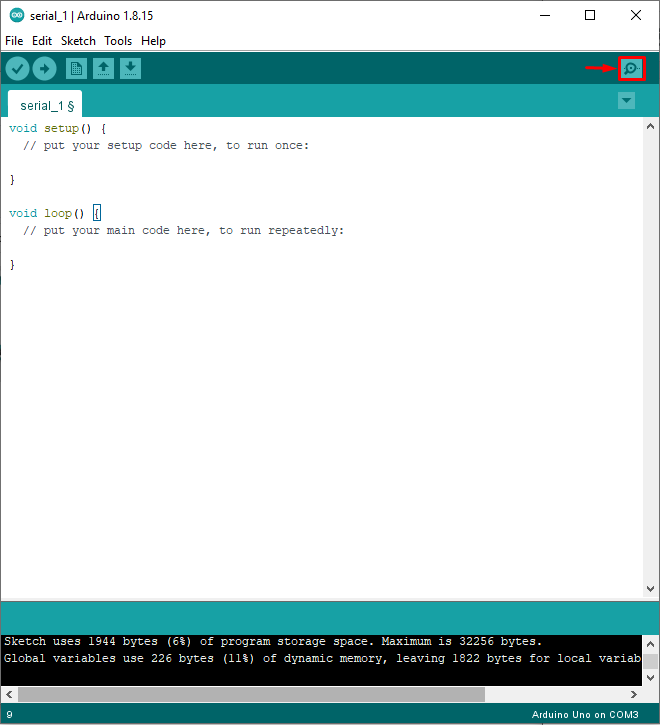 serial_1 | Arduino 1.8.15
File Edit Sketch Tools Help
serial_1 §
void setup() {
  // put your setup code here, to run once:
}
void loop() {
  // put your main code here, to run repeatedly:
}
Sketch uses 1944 bytes (6%) of program storage space. Maximum is 32256 bytes.
Global variables use 226 bytes (11%) of dynamic memory, leaving 1822 bytes for local variab
9 Arduino Uno on COM3